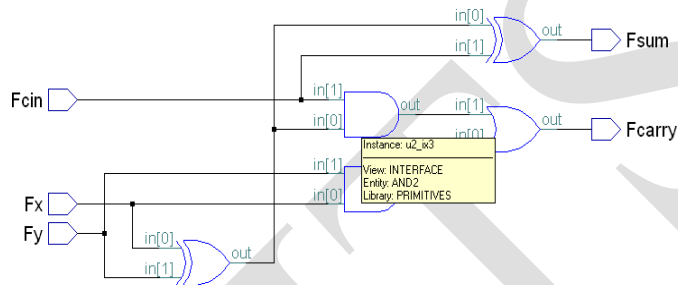 in[0]
out
Fsum
in[1]
Fcin
in[1]
out
in[1]
out
Fcarry
in[0]
in[0]
Instance: u2_ix3
View: INTERFACE
Entity: AND2
Library: PRIMITIVES
in[1]
Fx
in[0]
Fy
in[0]
out
in[1]